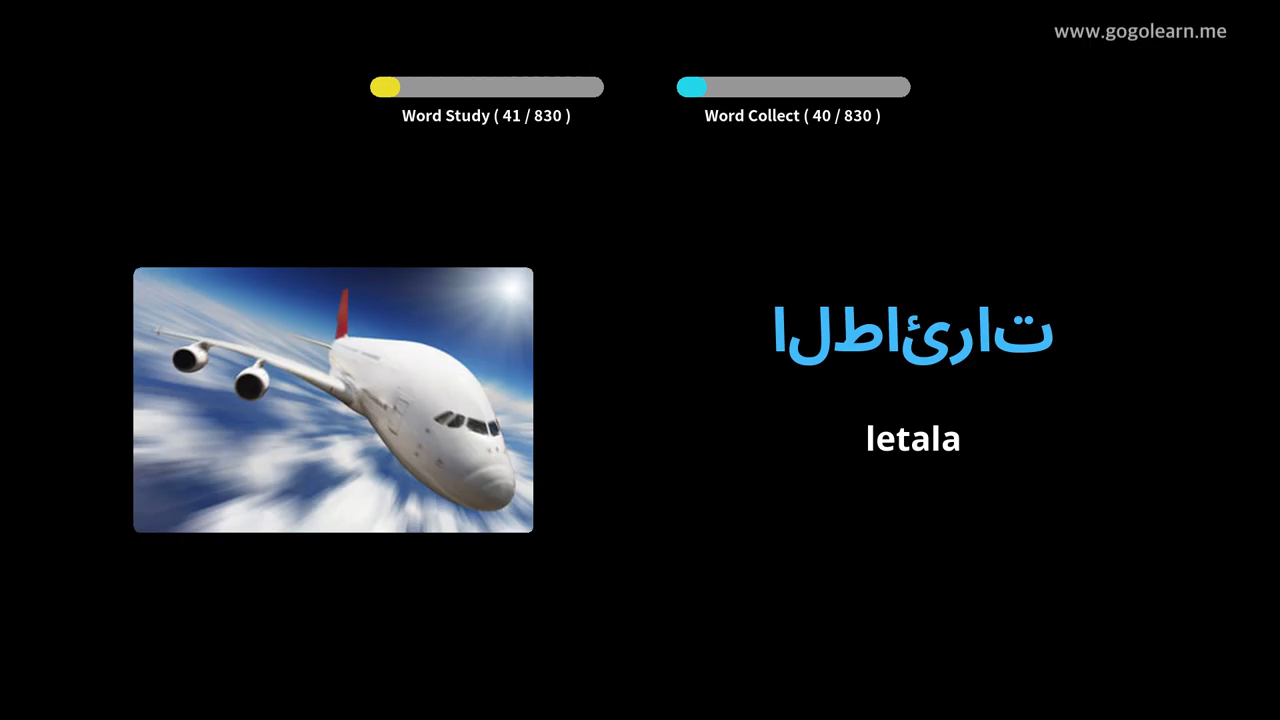 www.gogolearn.me
Word Study ( 41 / 830 )
Word Collect ( 40 / 830 )
الطائرات
letala